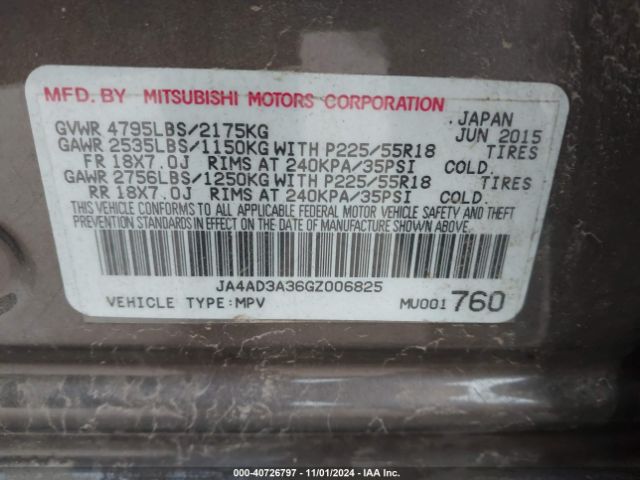 MFD. BY MITSUBISHI MOTORS CORPORATION
JAPAN
GVWR 4795LBS/2175KG JUN 2015
GAWR 2535LBS/1150KG WITH P225/55R18 TIRES
FR 18X7.0J RIMS AT 240KPA/35PSI COLD.
GAWR 2756LBS/1250KG WITH P225/55R18 TIRES
RR 18X7.0J RIMS AT 240KPA/35PSI COLD.
THIS VEHICLE CONFORMS TO ALL APPLICABLE FEDERAL MOTOR VEHICLE SAFETY AND THEFT
PREVENTION STANDARDS IN EFFECT ON THE DATE OF MANUFACTURE SHOWN ABOVE.
JA4AD3A36GZ006825
VEHICLE TYPE:MPV MU001760
000-40726797 - 11/01/2024 - IAA Inc.